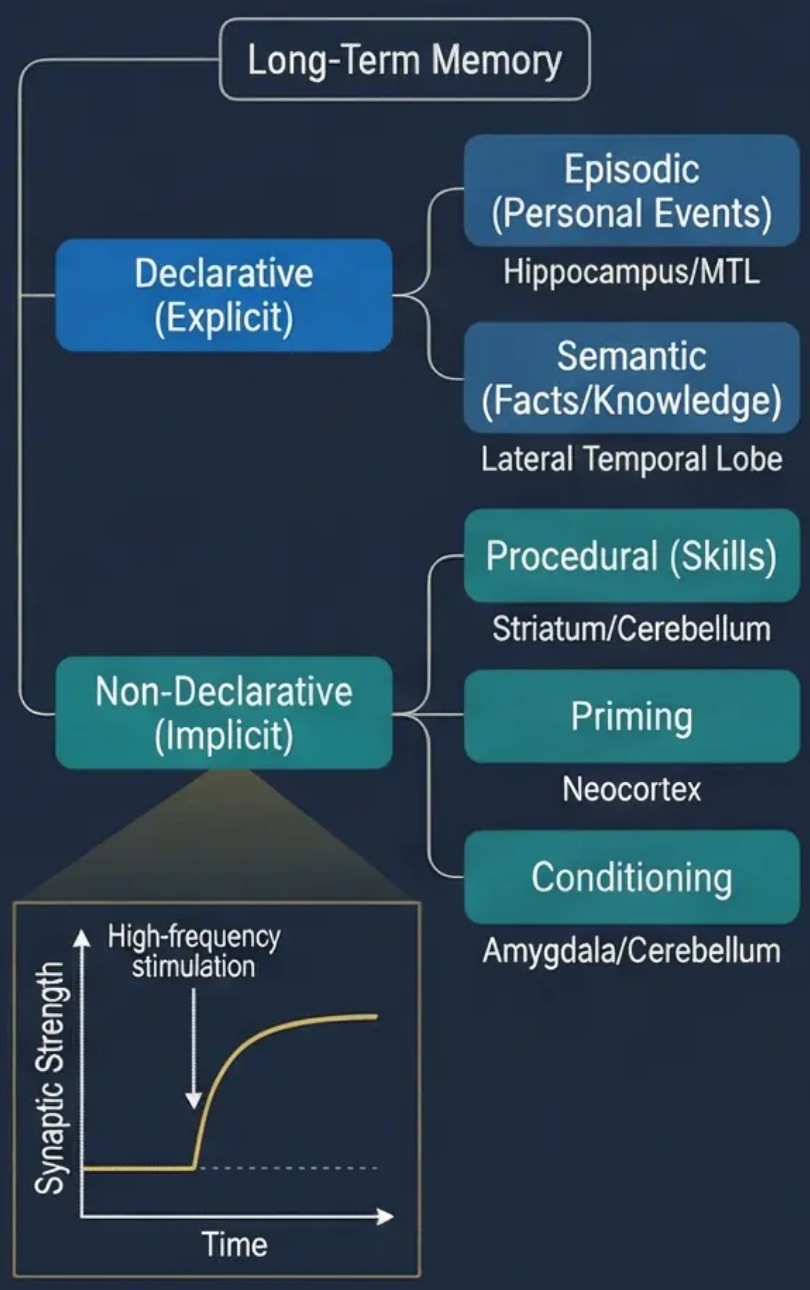 Long-Term Memory
Declarative
(Explicit)
Episodic
(Personal Events)
Hippocampus/MTL
Semantic
(Facts/Knowledge)
Lateral Temporal Lobe
Non-Declarative
(Implicit)
Procedural (Skills)
Striatum/Cerebellum
Priming
Neocortex
Conditioning
Amygdala/Cerebellum
High-frequency
stimulation
Synaptic Strength
Time